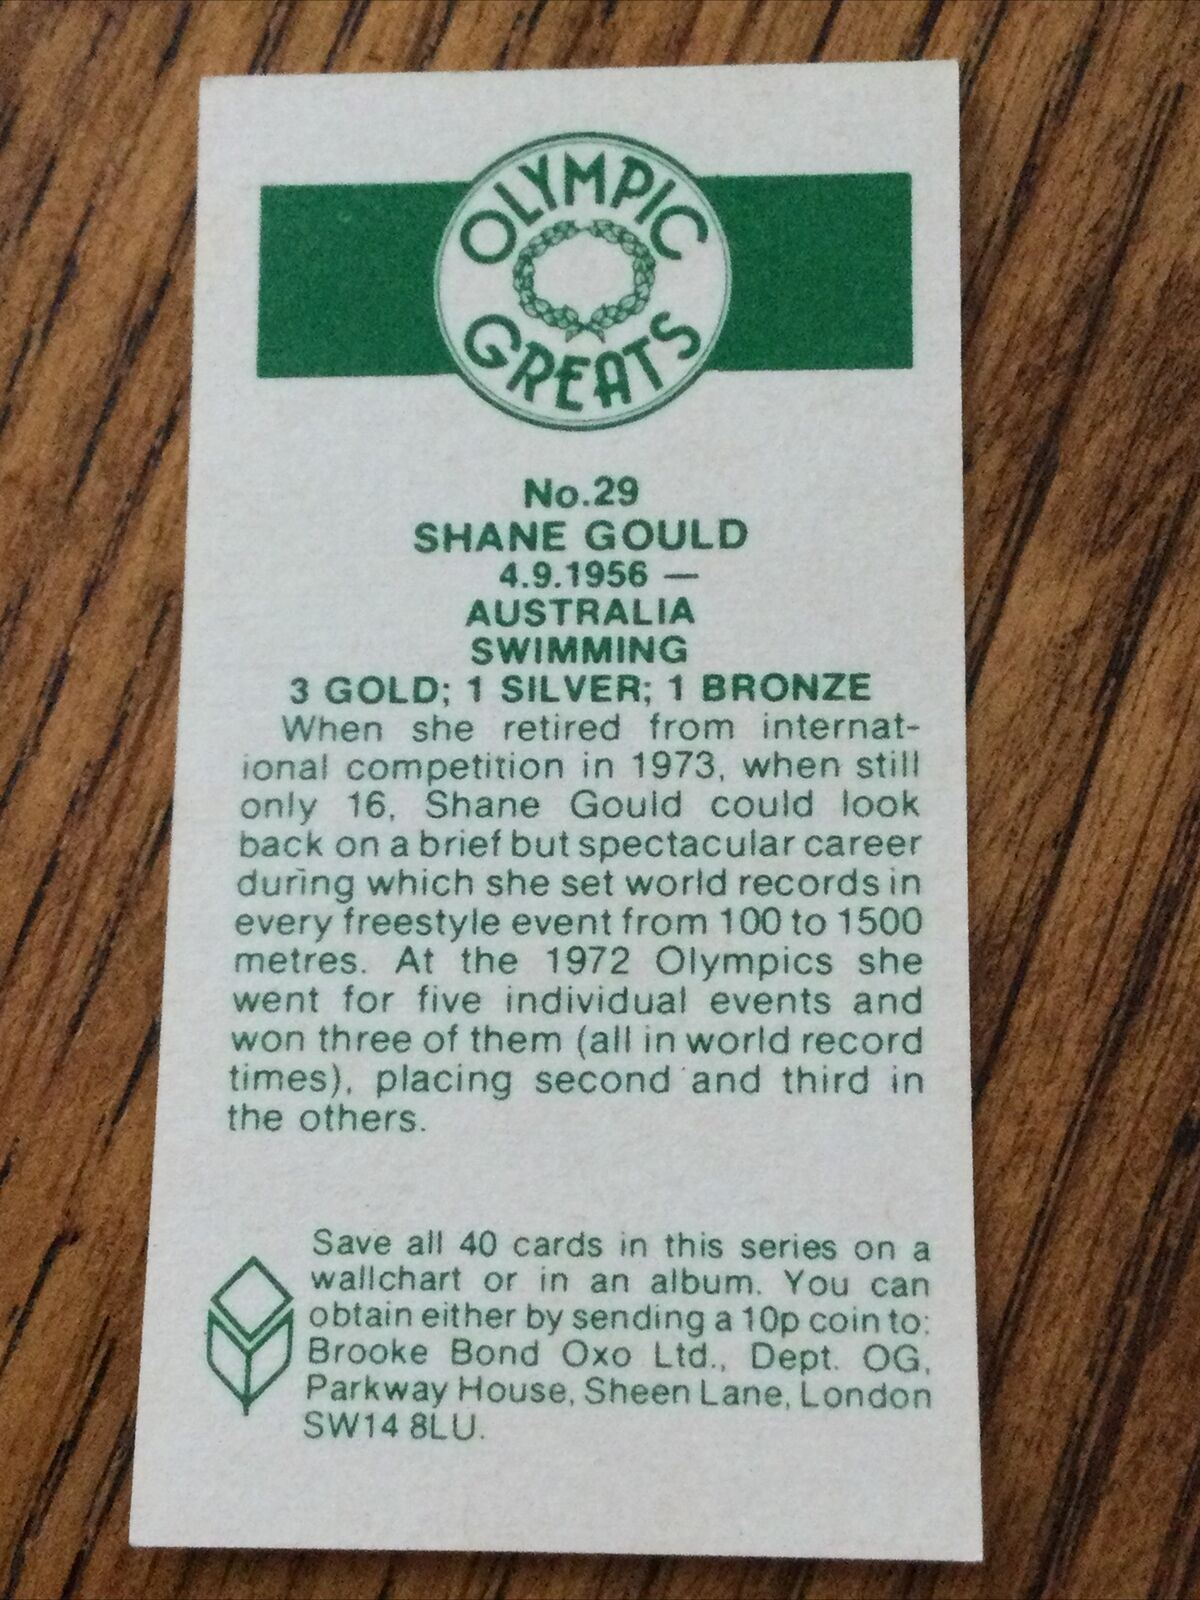 OLYMPIC
GREATS
No.29
SHANE GOULD
4.9.1956 —
AUSTRALIA
SWIMMING
3 GOLD; 1 SILVER; 1 BRONZE
When she retired from internat-
ional competition in 1973, when still
only 16, Shane Gould could look
back on a brief but spectacular career
during which she set world records in
every freestyle event from 100 to 1500
metres. At the 1972 Olympics she
went for five individual events and
won three of them (all in world record
times), placing second and third in
the others.
Save all 40 cards in this series on a
wallchart or in an album. You can
obtain either by sending a 10p coin to:
Brooke Bond Oxo Ltd., Dept. OG,
Parkway House, Sheen Lane, London
SW14 8LU.